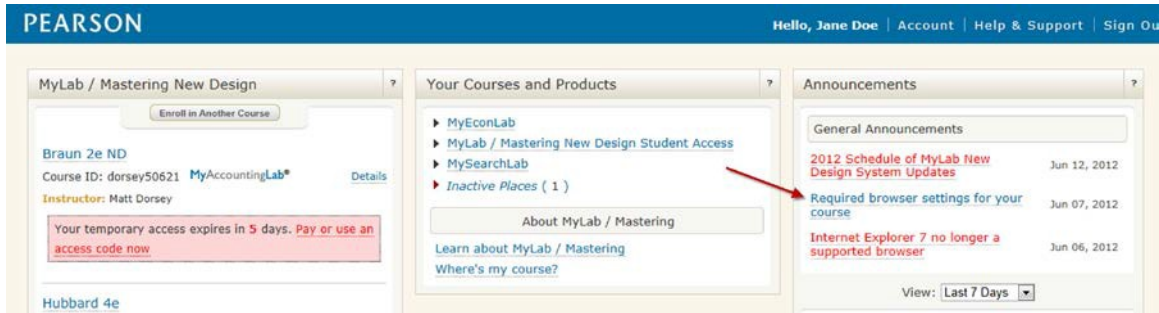 PEARSON
Hello, Jane Doe | Account | Help & Support | Sign Ou
MyLab / Mastering New Design ?
Enroll in Another Course
Braun 2e ND
Course ID: dorsey50621 MyAccountingLab® Details
Instructor: Matt Dorsey
Your temporary access expires in 5 days. Pay or use an
access code now
Hubbard 4e
Your Courses and Products ?
MyEconLab
MyLab / Mastering New Design Student Access
MySearchLab
Inactive Places ( 1 )
About MyLab / Mastering
Learn about MyLab / Mastering
Where's my course?
Announcements ?
General Announcements
2012 Schedule of MyLab New
Design System Updates Jun 12, 2012
Required browser settings for your
course Jun 07, 2012
Internet Explorer 7 no longer a
supported browser Jun 06, 2012
View: Last 7 Days